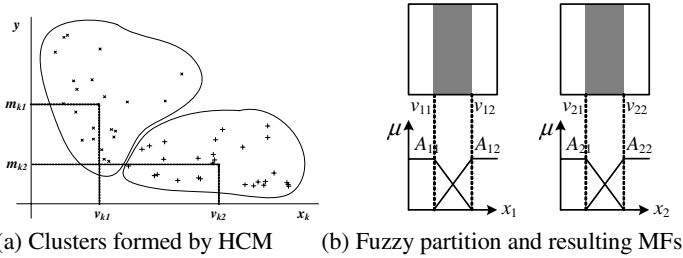 y
m_k1
m_k2
v_k1
v_k2
x_k
v_11
v_12
μ
A_11
A_12
x_1
v_21
v_22
μ
A_21
A_22
x_2
(a) Clusters formed by HCM
(b) Fuzzy partition and resulting MFs